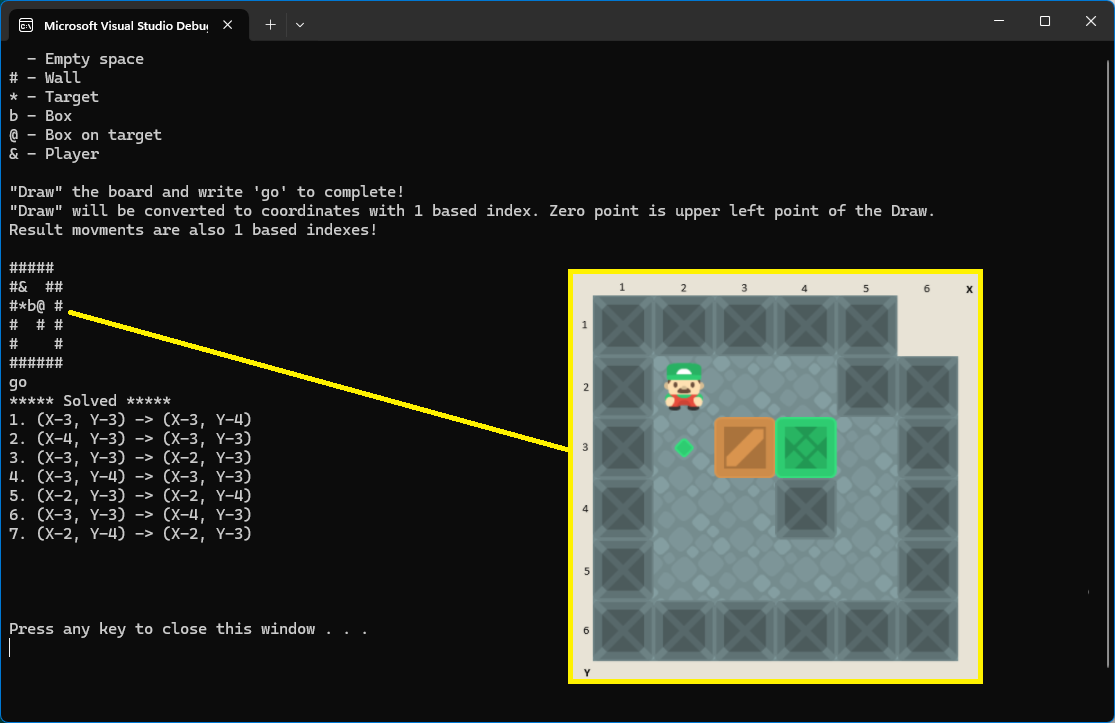 Microsoft Visual Studio Debug
  - Empty space
# - Wall
* - Target
b - Box
@ - Box on target
& - Player
"Draw" the board and write 'go' to complete!
"Draw" will be converted to coordinates with 1 based index. Zero point is upper left point of the Draw.
Result movments are also 1 based indexes!
#####
#&  ##
#*b@ #
#  # #
#    #
######
go
***** Solved *****
1. (X-3, Y-3) -> (X-3, Y-4)
2. (X-4, Y-3) -> (X-3, Y-3)
3. (X-3, Y-3) -> (X-2, Y-3)
4. (X-3, Y-4) -> (X-3, Y-3)
5. (X-2, Y-3) -> (X-2, Y-4)
6. (X-3, Y-3) -> (X-4, Y-3)
7. (X-2, Y-4) -> (X-2, Y-3)
Press any key to close this window . . .
1 2 3 4 5 6 X
1
2
3
4
5
6
Y